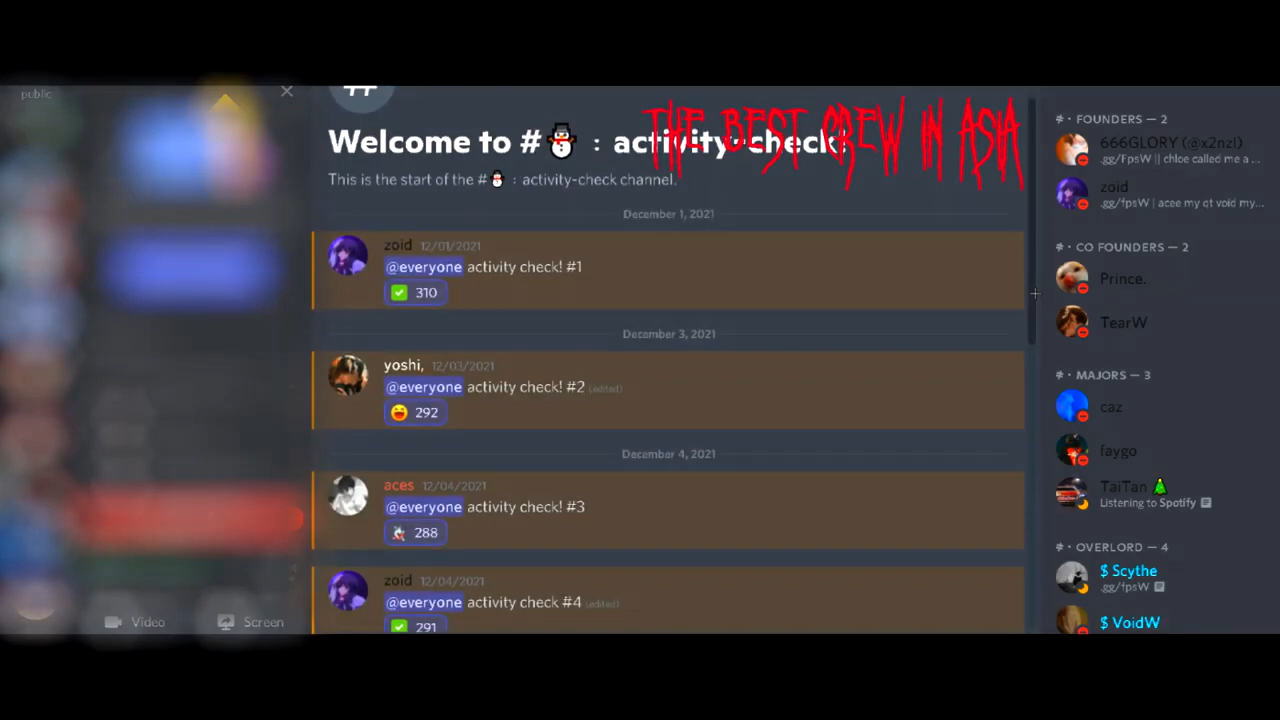 public
THE BEST CREW IN ASIA
Welcome to #⛄ : activity-check!
This is the start of the #⛄ : activity-check channel.
December 1, 2021
zoid 12/01/2021
@everyone activity check! #1
✅ 310
December 3, 2021
yoshi, 12/03/2021
@everyone activity check! #2 (edited)
😆 292
December 4, 2021
aces 12/04/2021
@everyone activity check! #3
288
zoid 12/04/2021
@everyone activity check #4 (edited)
✅ 291
Video
Screen
# · FOUNDERS — 2
666GLORY (@x2nzl)
.gg/FpsW || chloe called me a ...
zoid
.gg/fpsW | acee my qt void my...
# · CO FOUNDERS — 2
Prince.
TearW
# · MAJORS — 3
caz
faygo
TaiTan 🎄
Listening to Spotify
# · OVERLORD — 4
$ Scythe
.gg/fpsW
$ VoidW